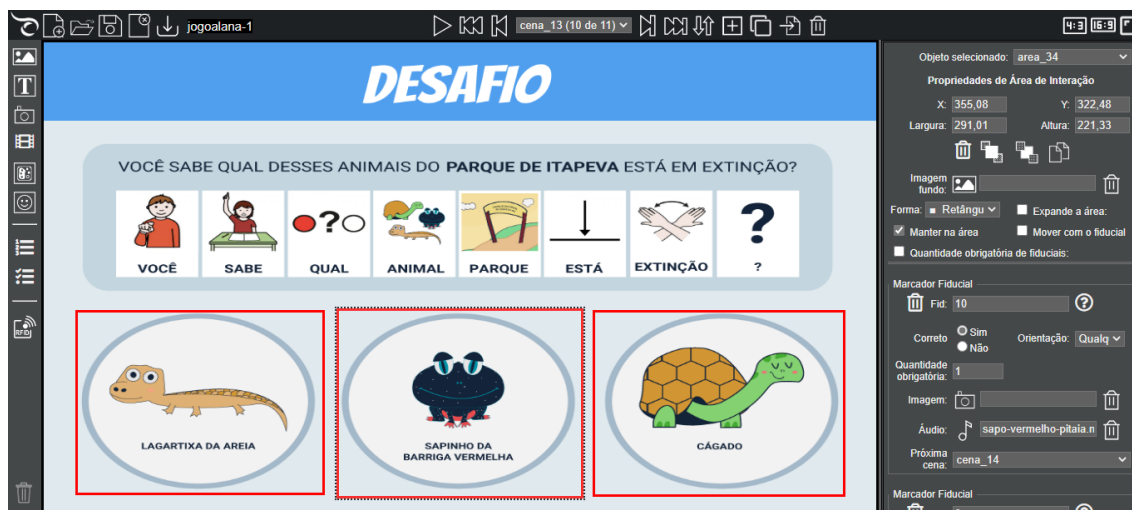 jogoalana-1
cena_13 (10 de 11)
4:3 16:9
T
RFID
DESAFIO
VOCÊ SABE QUAL DESSES ANIMAIS DO PARQUE DE ITAPEVA ESTÁ EM EXTINÇÃO?
?
?
VOCÊ SABE QUAL ANIMAL PARQUE ESTÁ EXTINÇÃO ?
LAGARTIXA DA AREIA
SAPINHO DA
BARRIGA VERMELHA
CÁGADO
Objeto selecionado: area_34
Propriedades de Área de Interação
X: 355,08 Y: 322,48
Largura: 291,01 Altura: 221,33
Imagem
fundo:
Forma: Retângu Expande a área:
Manter na área Mover com o fiducial
Quantidade obrigatória de fiduciais:
Marcador Fiducial
Fid: 10 ?
Correto Sim Orientação: Qualq
Não
Quantidade
obrigatória: 1
Imagem:
Áudio: sapo-vermelho-pitaia.n
Próxima
cena: cena_14
Marcador Fiducial